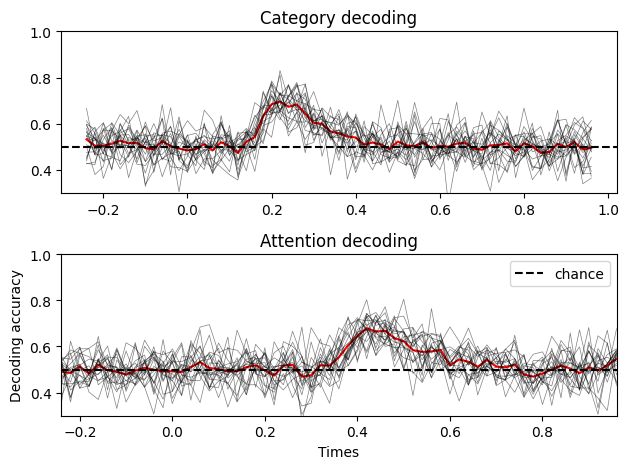 Category decoding
1.0
0.8
0.6
0.4
−0.2 0.0 0.2 0.4 0.6 0.8 1.0
Attention decoding
1.0
0.8
0.6
0.4
Decoding accuracy
chance
−0.2 0.0 0.2 0.4 0.6 0.8
Times